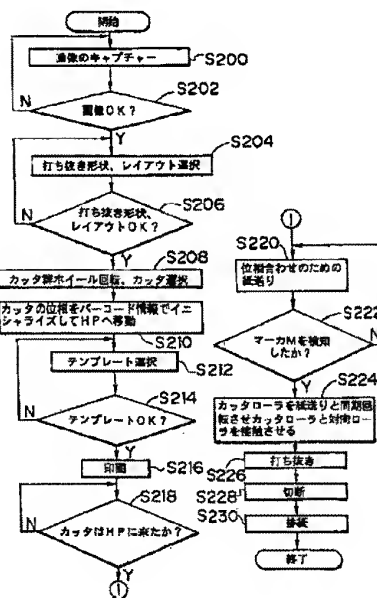 開始
画像のキャプチャー
S200
S202
画像OK?
N
Y
S204
打ち抜き形状、レイアウト選択
S206
打ち抜き形状、
レイアウトOK?
N
Y
S208
カッタ群ホイール回転、カッタ選択
カッタの位相をバーコード情報でイニ
シャライズしてHPへ移動
S210
テンプレート選択
S212
S214
テンプレートOK?
N
Y
印画
S216
S218
カッタはHPに来たか?
N
Y
1
1
S220
位相合わせのための
紙送り
S222
マーカMを検知
したか?
N
Y
S224
カッタローラを紙送りと同期回
転させカッタローラと対向ロー
ラを接触させる
打ち抜き
S226
切断
S228
排紙
S230
終了